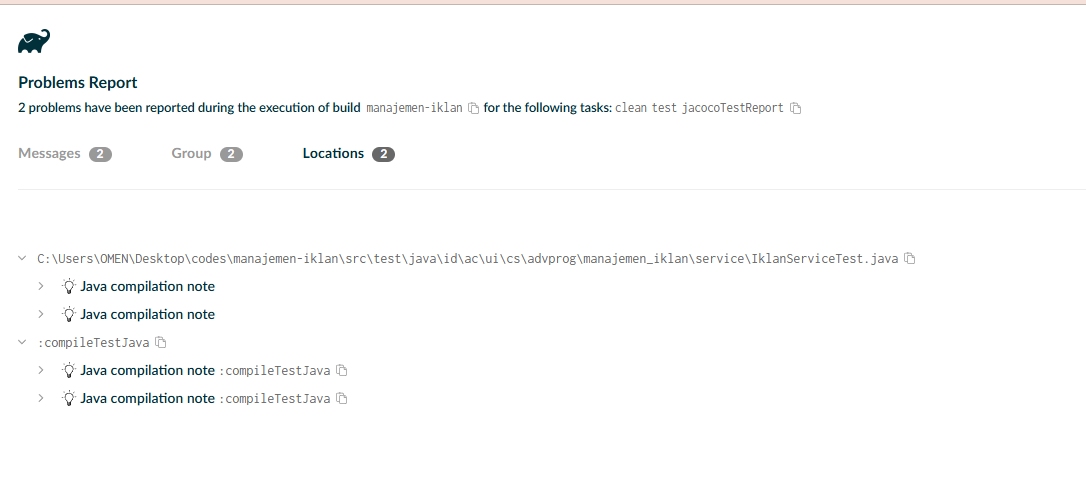 Problems Report
2 problems have been reported during the execution of build manajemen-iklan for the following tasks: clean test jacocoTestReport
Messages 2 Group 2 Locations 2
C:\Users\OMEN\Desktop\codes\manajemen-iklan\src\test\java\id\ac\ui\cs\advprog\manajemen_iklan\service\IklanServiceTest.java
Java compilation note
Java compilation note
:compileTestJava
Java compilation note :compileTestJava
Java compilation note :compileTestJava